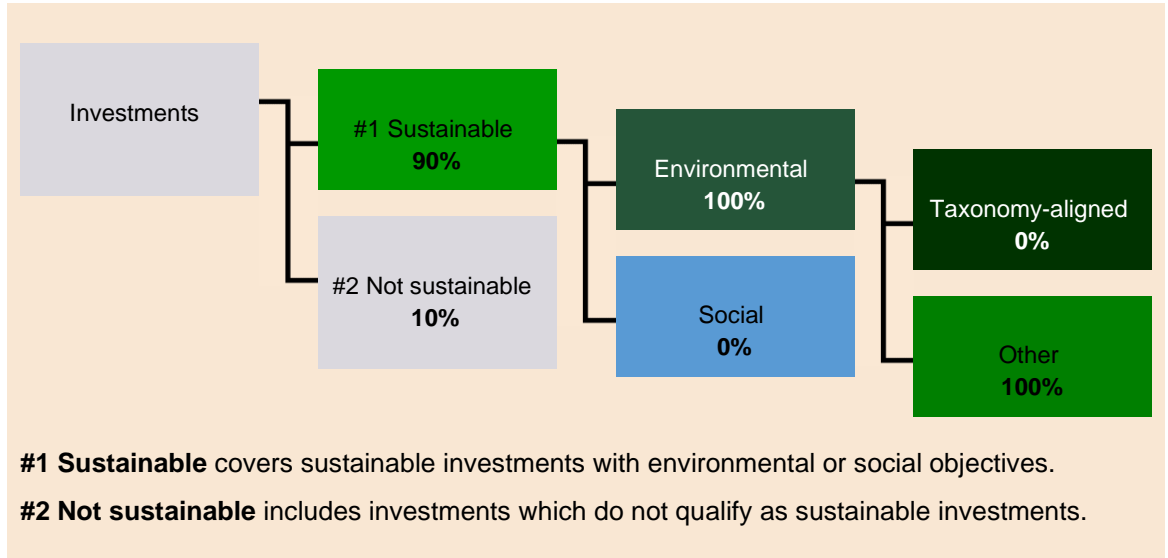 Investments
#1 Sustainable
90%
#2 Not sustainable
10%
Environmental
100%
Social
0%
Taxonomy-aligned
0%
Other
100%
#1 Sustainable covers sustainable investments with environmental or social objectives.
#2 Not sustainable includes investments which do not qualify as sustainable investments.